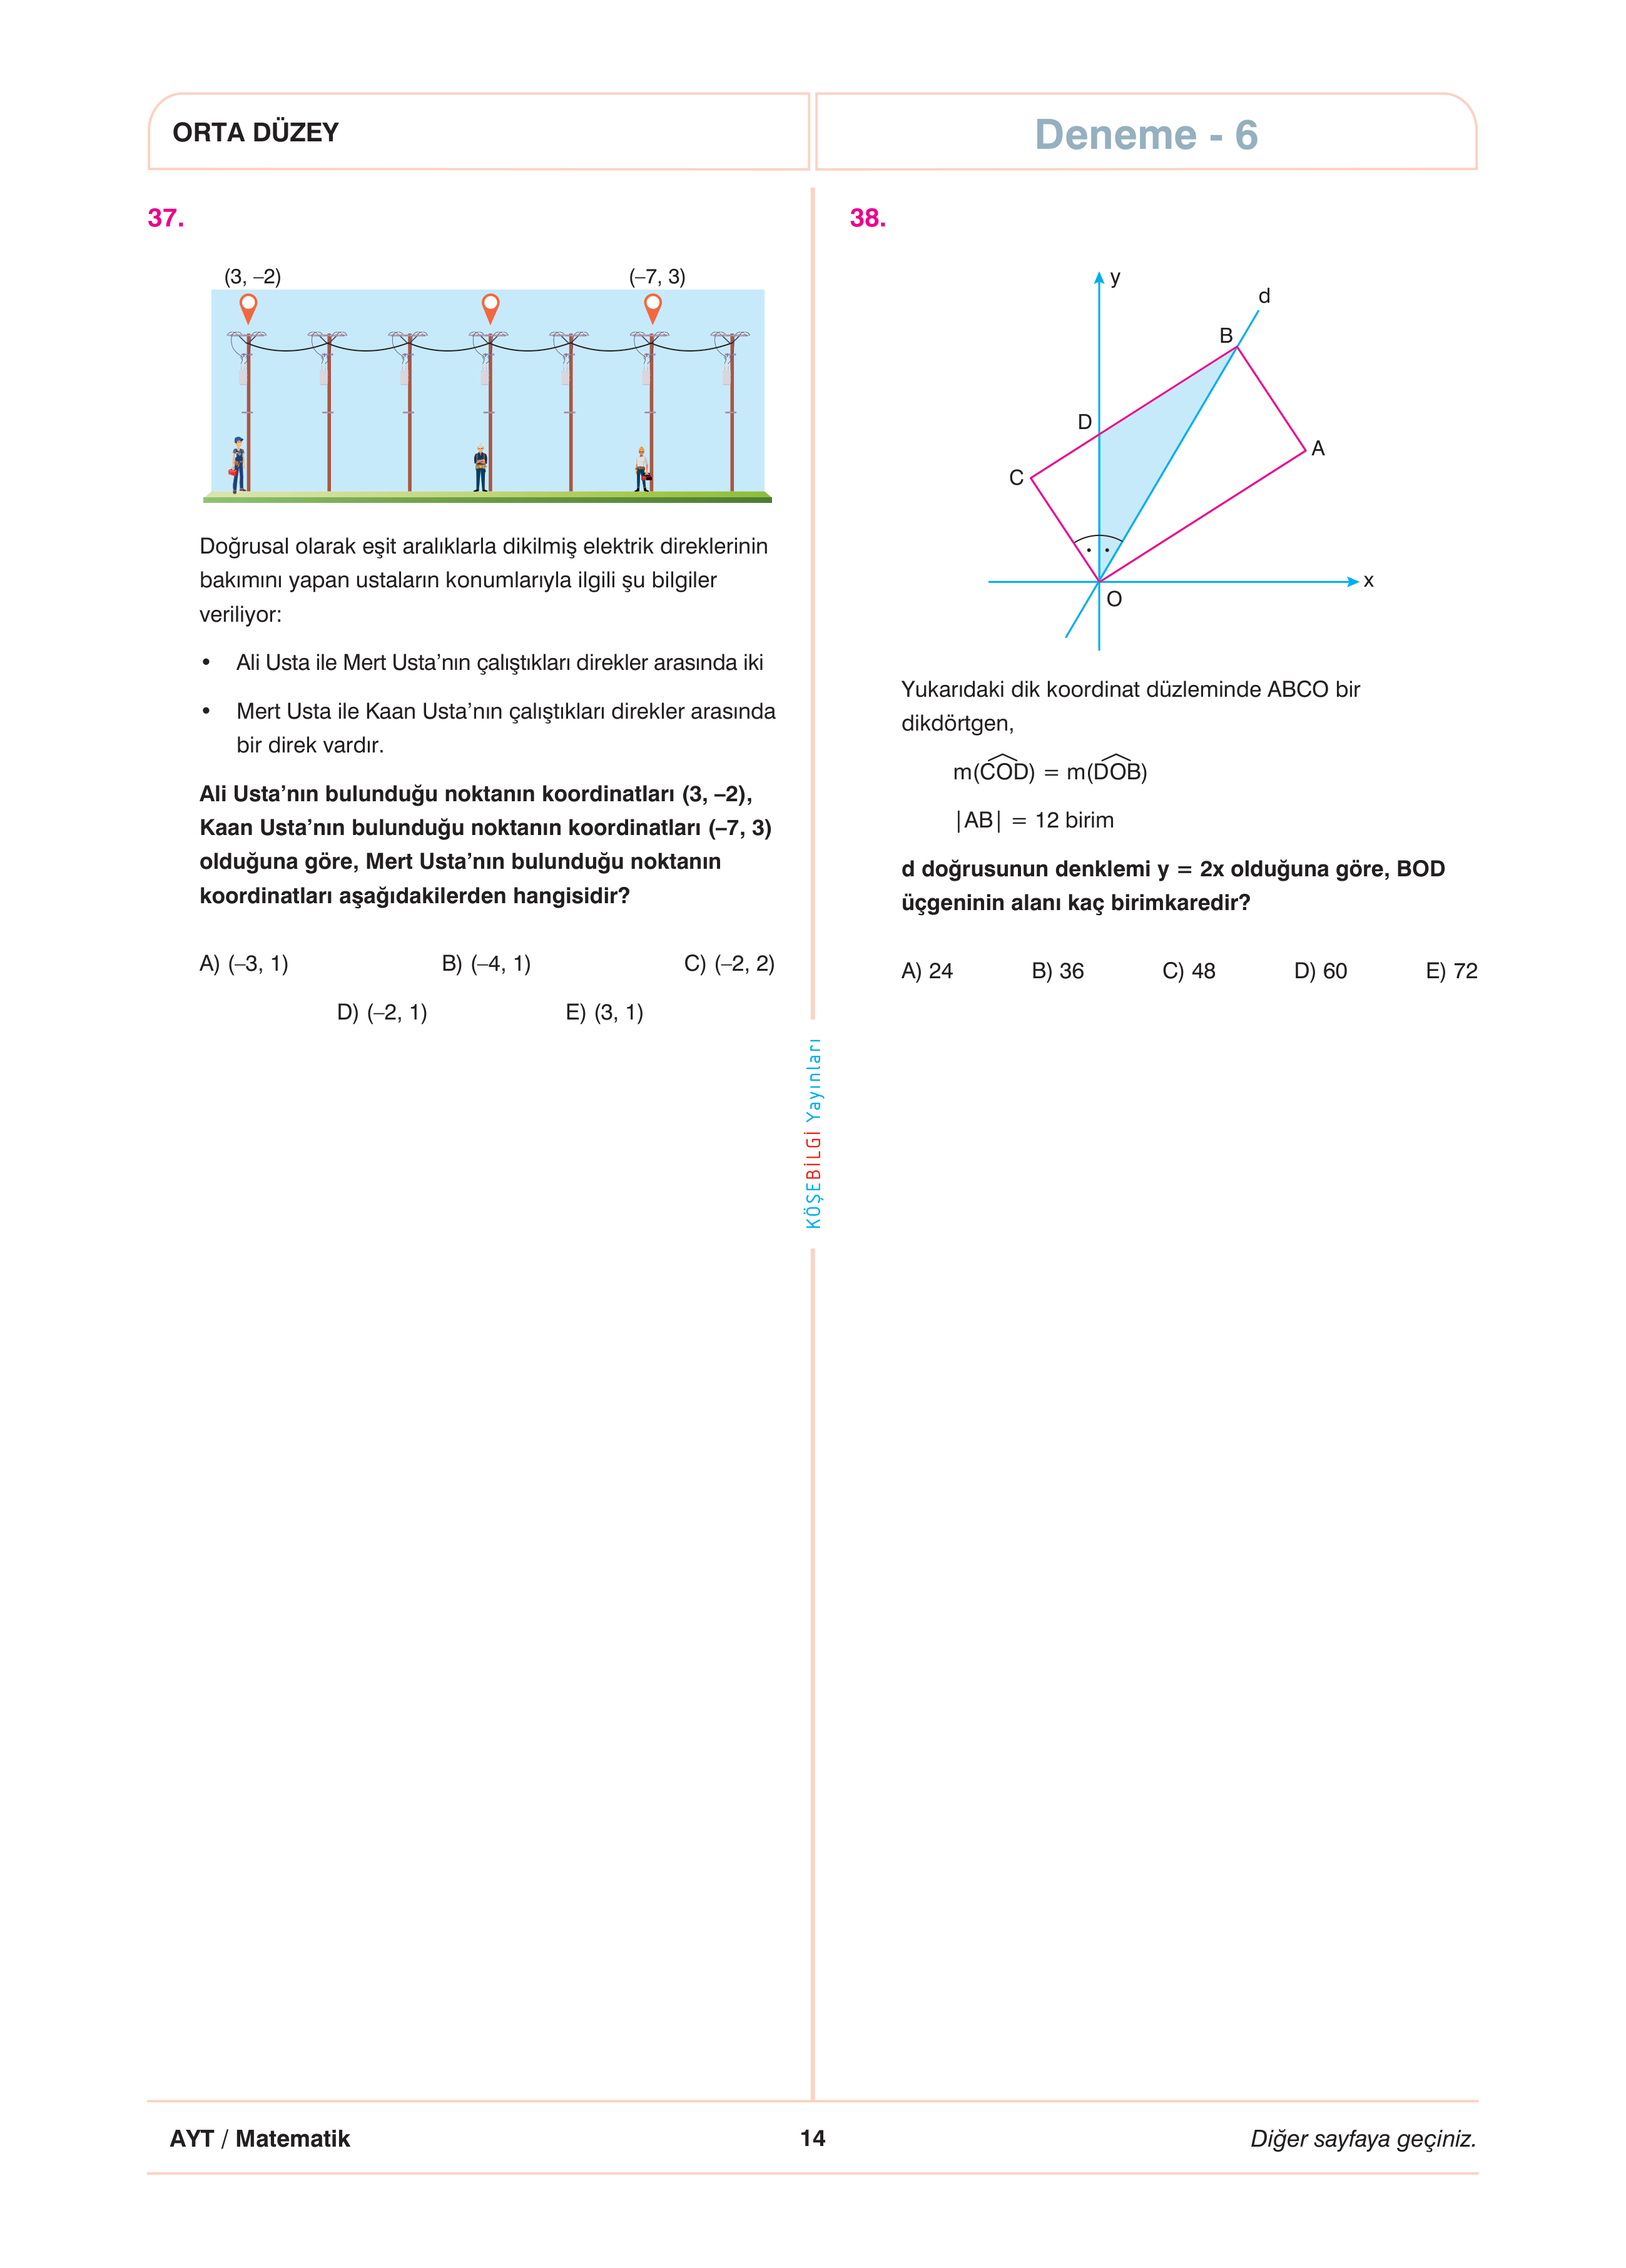 ORTA DÜZEY
Deneme - 6
37.
(3, –2)
(–7, 3)
Doğrusal olarak eşit aralıklarla dikilmiş elektrik direklerinin
bakımını yapan ustaların konumlarıyla ilgili şu bilgiler
veriliyor:
• Ali Usta ile Mert Usta’nın çalıştıkları direkler arasında iki
• Mert Usta ile Kaan Usta’nın çalıştıkları direkler arasında
bir direk vardır.
Ali Usta’nın bulunduğu noktanın koordinatları (3, –2),
Kaan Usta’nın bulunduğu noktanın koordinatları (–7, 3)
olduğuna göre, Mert Usta’nın bulunduğu noktanın
koordinatları aşağıdakilerden hangisidir?
A) (–3, 1) B) (–4, 1) C) (–2, 2)
D) (–2, 1) E) (3, 1)
38.
y
d
B
D
A
C
x
O
Yukarıdaki dik koordinat düzleminde ABCO bir
dikdörtgen,
m(COD) = m(DOB)
|AB| = 12 birim
d doğrusunun denklemi y = 2x olduğuna göre, BOD
üçgeninin alanı kaç birimkaredir?
A) 24 B) 36 C) 48 D) 60 E) 72
KÖŞEBİLGİ Yayınları
AYT / Matematik
14
Diğer sayfaya geçiniz.